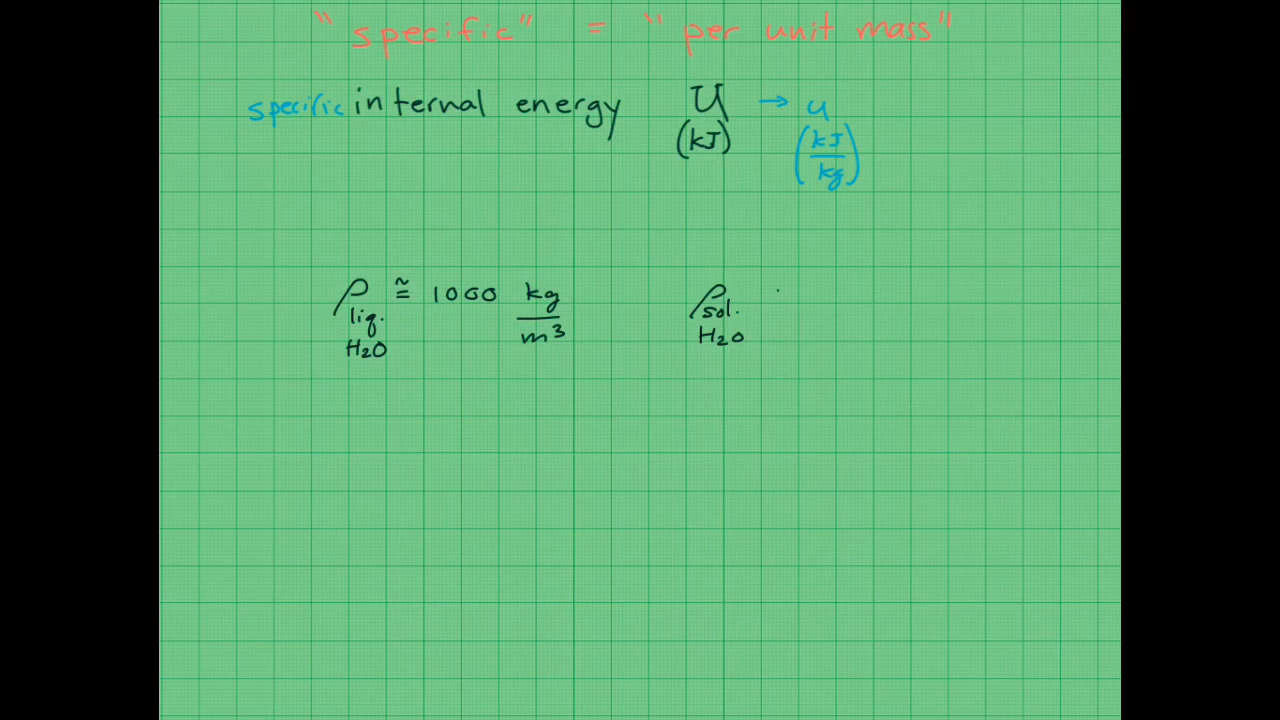 "specific" = "per unit mass"
specific internal energy U → u
(kJ) (kJ/kg)
ρ liq. H₂O ≅ 1000 kg/m³
ρ sol. H₂O